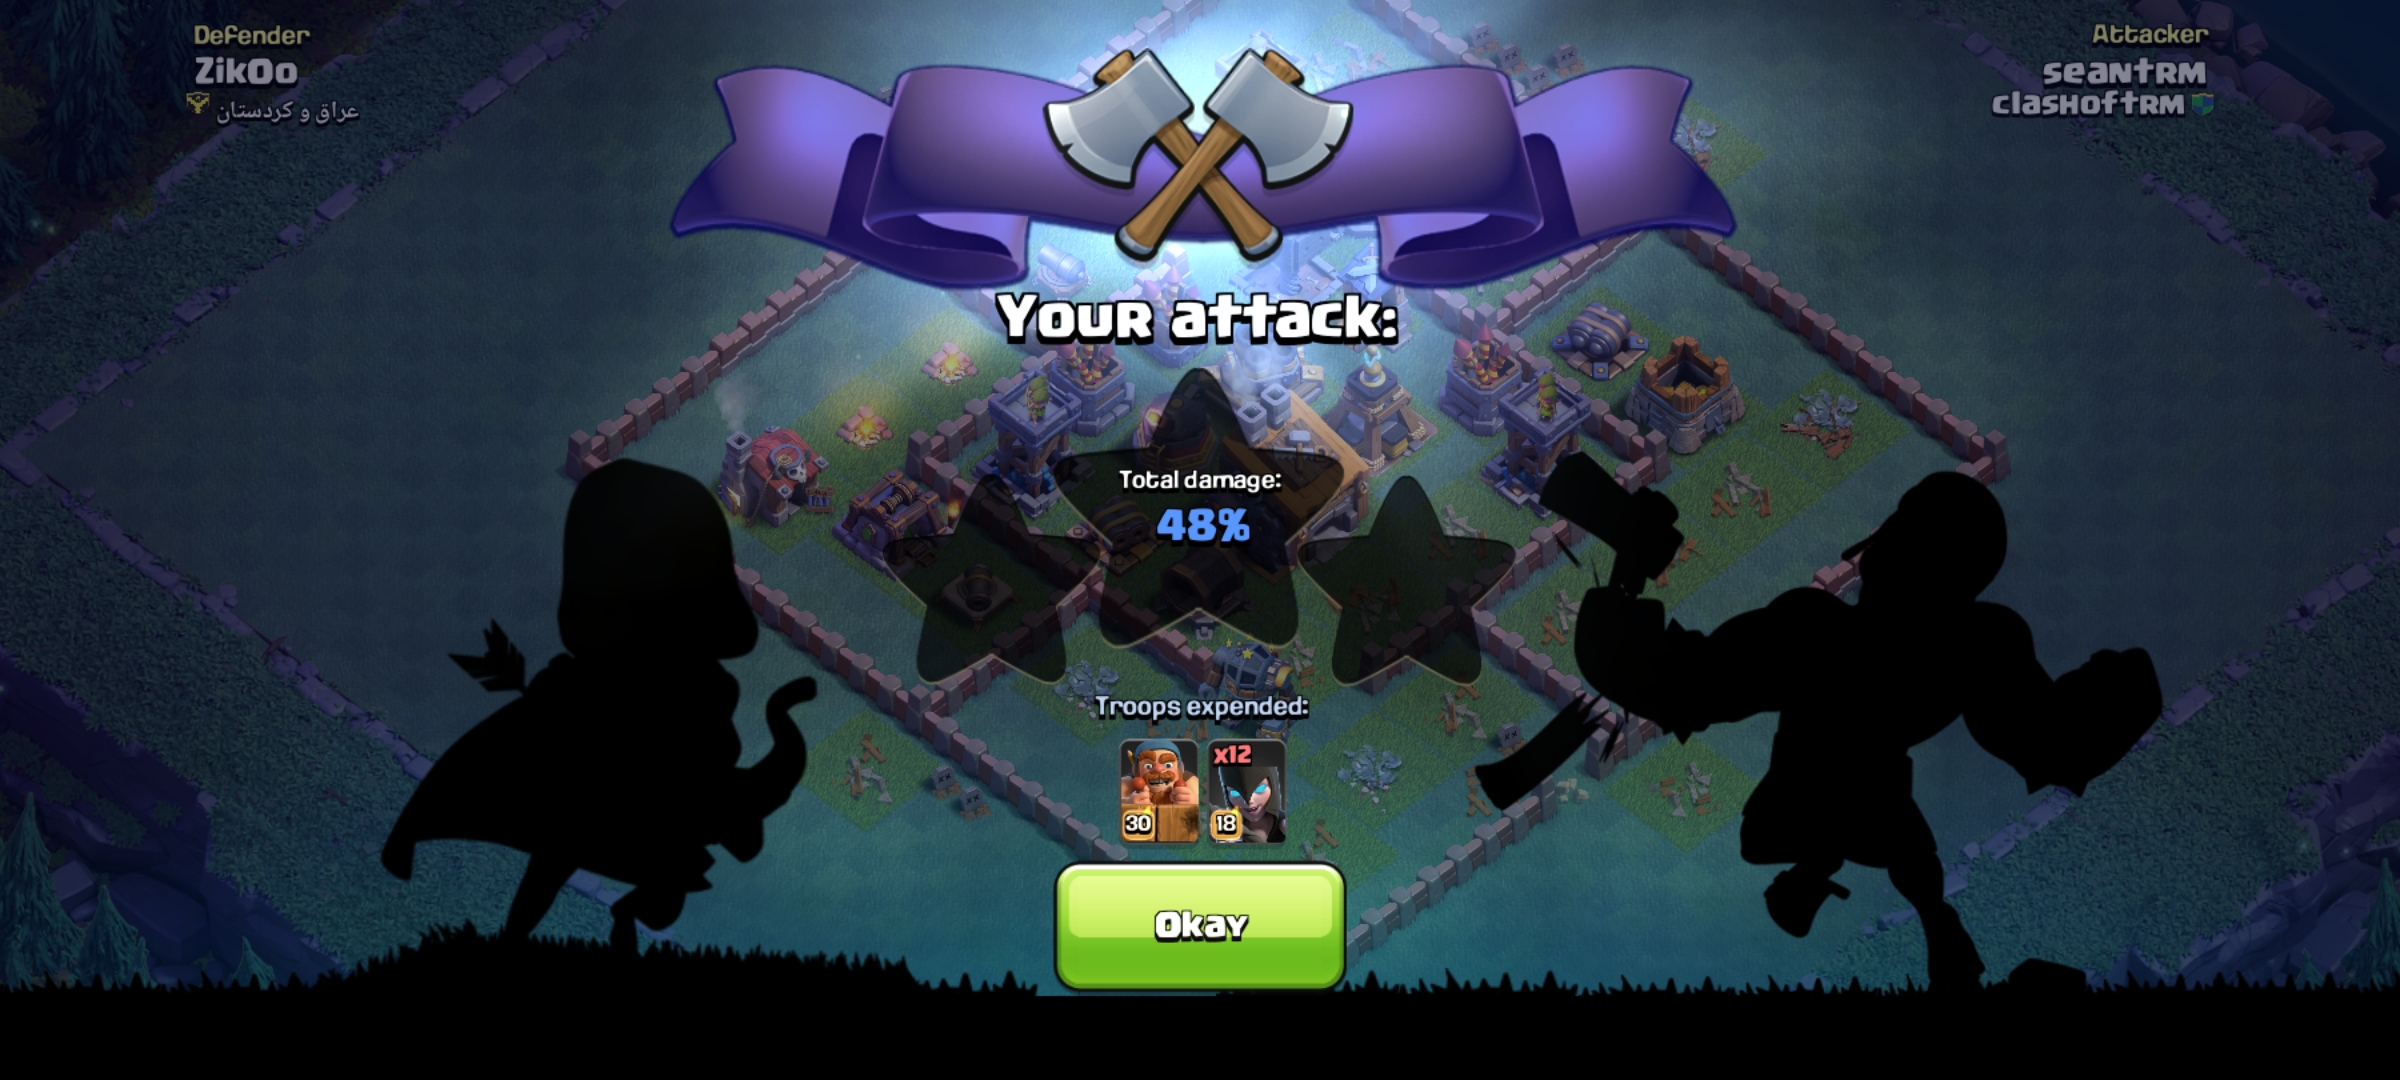 Defender
ZikOo
عراق و كردستان
Attacker
seantRM
clashoftRM
Your attack:
Total damage:
48%
Troops expended:
x12
30
18
Okay